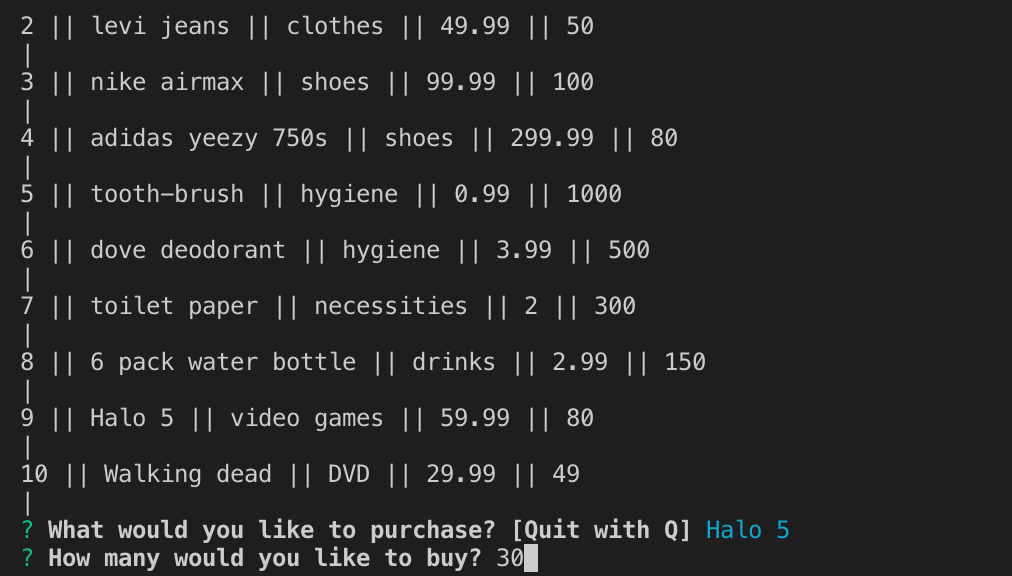 2 || levi jeans || clothes || 49.99 || 50
|
3 || nike airmax || shoes || 99.99 || 100
|
4 || adidas yeezy 750s || shoes || 299.99 || 80
|
5 || tooth-brush || hygiene || 0.99 || 1000
|
6 || dove deodorant || hygiene || 3.99 || 500
|
7 || toilet paper || necessities || 2 || 300
|
8 || 6 pack water bottle || drinks || 2.99 || 150
|
9 || Halo 5 || video games || 59.99 || 80
|
10 || Walking dead || DVD || 29.99 || 49
|
? What would you like to purchase? [Quit with Q] Halo 5
? How many would you like to buy? 30